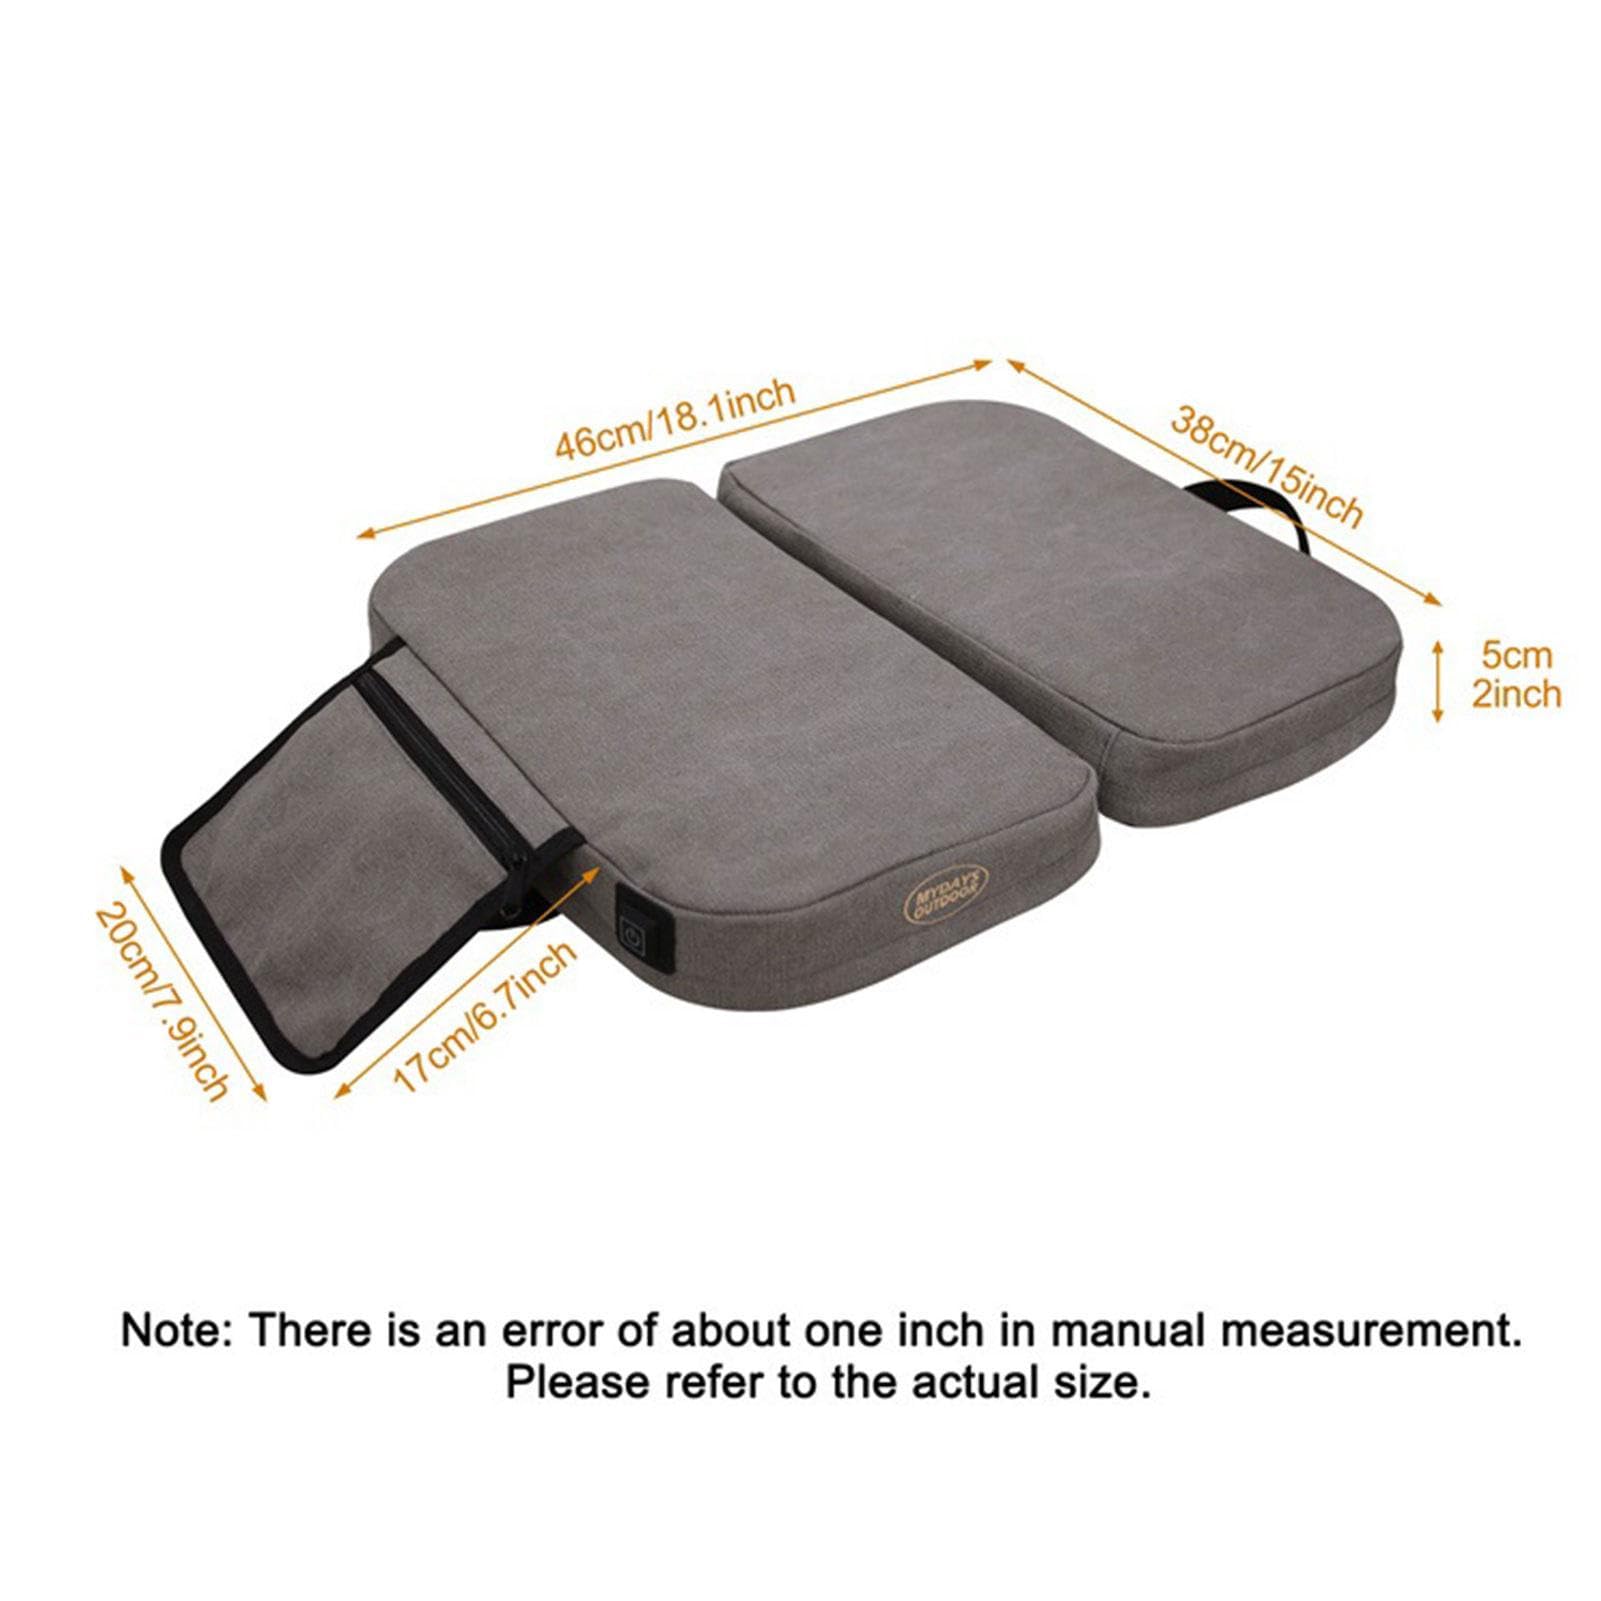 46cm/18.1inch
38cm/15inch
5cm
2inch
MYDAY'S
OUTDOOR
20cm/7.9inch
17cm/6.7inch
Note: There is an error of about one inch in manual measurement.
Please refer to the actual size.